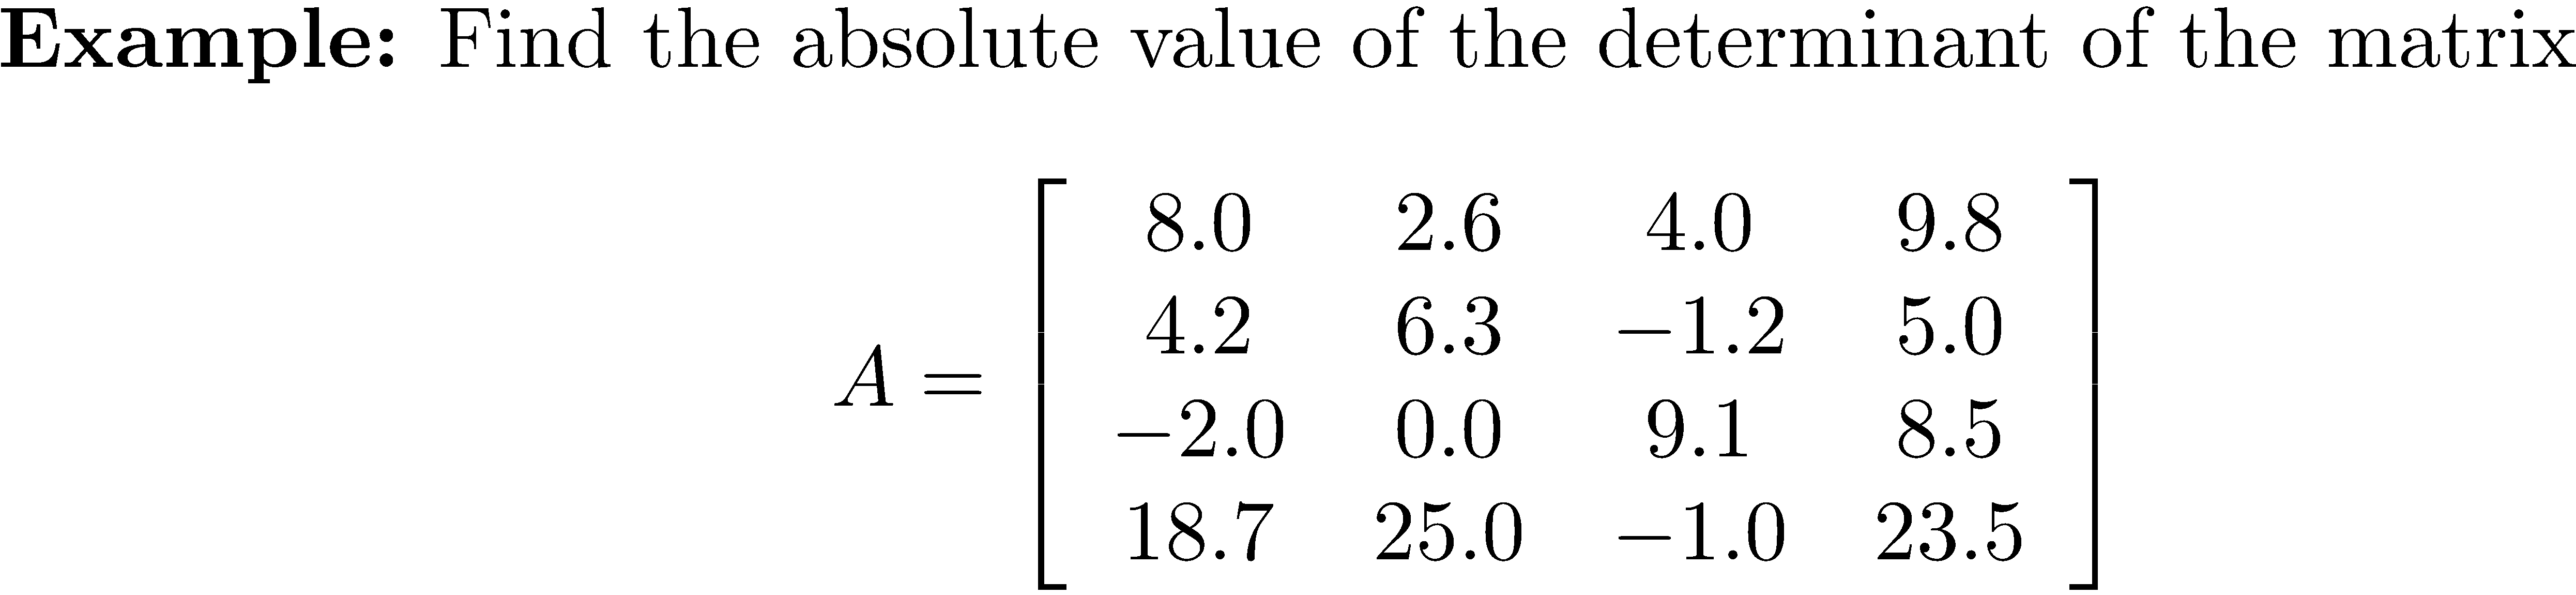 Example: Find the absolute value of the determinant of the matrix
A = [ 8.0 2.6 4.0 9.8
4.2 6.3 −1.2 5.0
−2.0 0.0 9.1 8.5
18.7 25.0 −1.0 23.5 ]